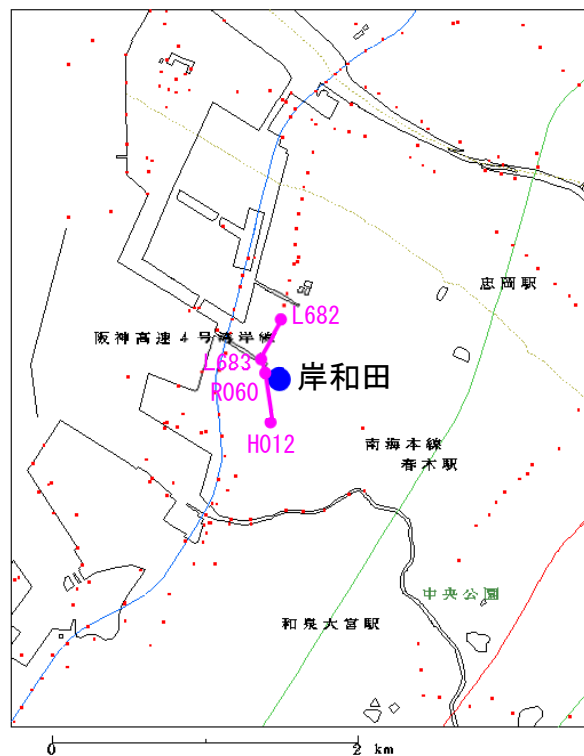 忠岡駅
L682
阪神高速4号湾岸線
L683
岸和田
R060
H012
南海本線
春木駅
中央公園
和泉大宮駅
0
2 km